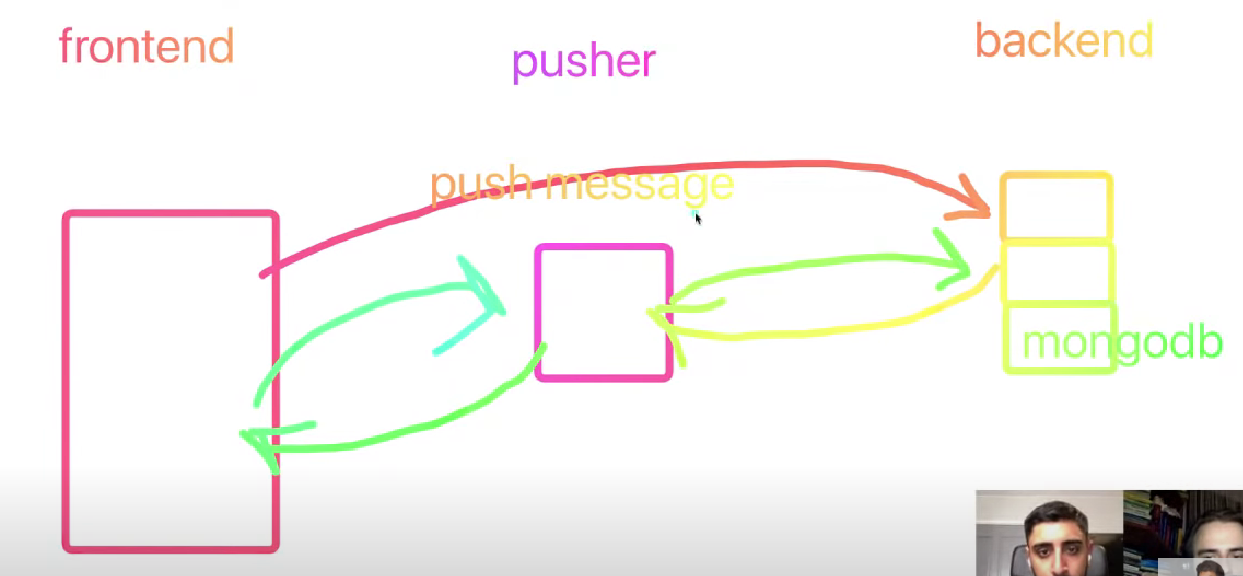 frontend
pusher
backend
push message
mongodb